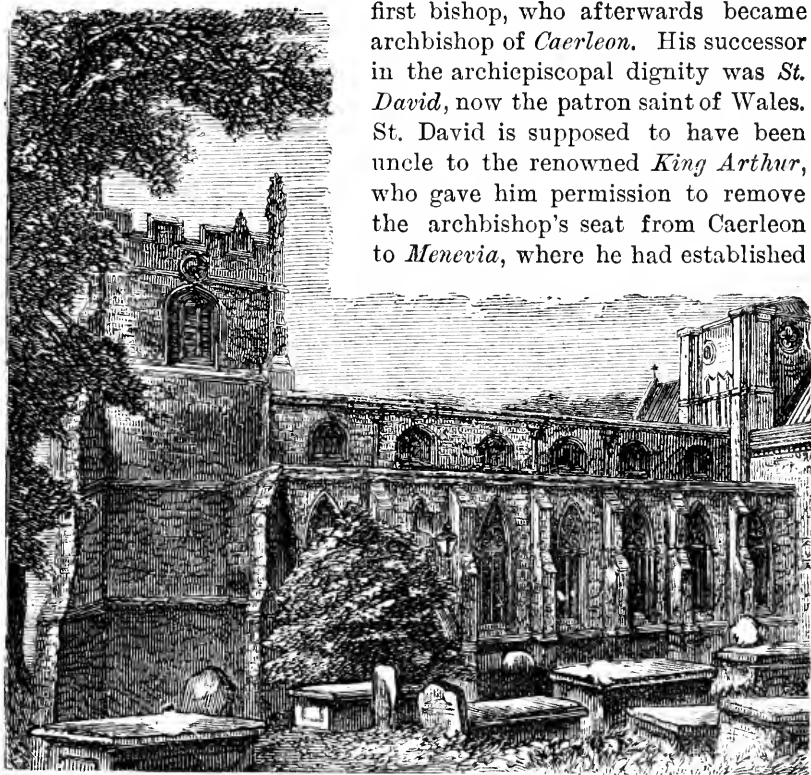 first bishop, who afterwards became
archbishop of Caerleon. His successor
in the archiepiscopal dignity was St.
David, now the patron saint of Wales.
St. David is supposed to have been
uncle to the renowned King Arthur,
who gave him permission to remove
the archbishop's seat from Caerleon
to Menevia, where he had established